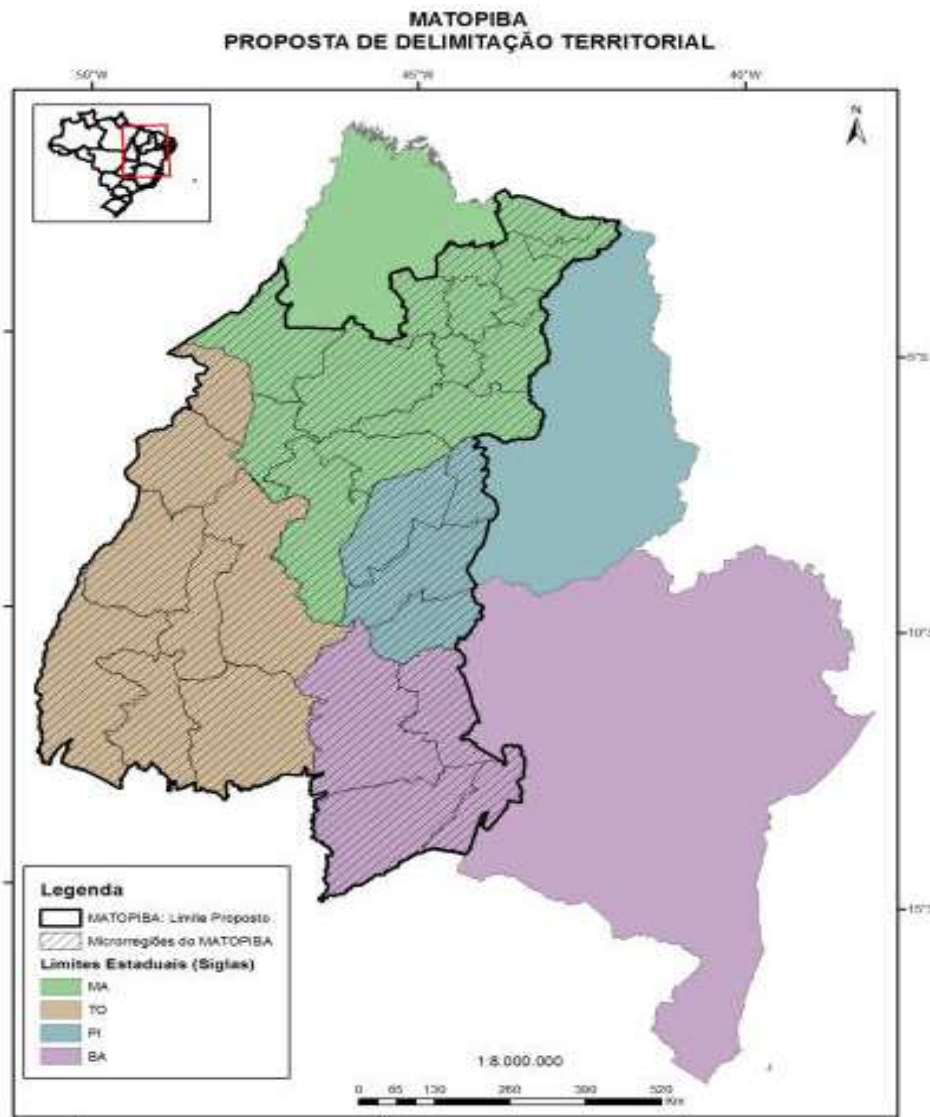 MATOPIBA
PROPOSTA DE DELIMITAÇÃO TERRITORIAL
50°W 45°W 40°W
N
5°S
10°S
15°S
Legenda
MATOPIBA: Limite Proposto
Microrregiões do MATOPIBA
Limites Estaduais (Siglas)
MA
TO
PI
BA
1:8.000.000
0 65 130 260 390 520
Km